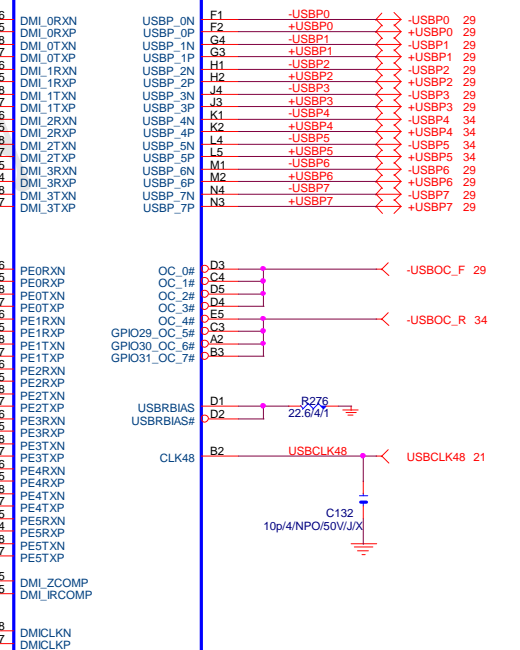 DMI_0RXN USBP_0N F1 -USBP0 -USBP0 29
DMI_0RXP USBP_0P F2 +USBP0 +USBP0 29
DMI_0TXN USBP_1N G4 -USBP1 -USBP1 29
DMI_0TXP USBP_1P G3 +USBP1 +USBP1 29
DMI_1RXN USBP_2N H1 -USBP2 -USBP2 29
DMI_1RXP USBP_2P H2 +USBP2 +USBP2 29
DMI_1TXN USBP_3N J4 -USBP3 -USBP3 29
DMI_1TXP USBP_3P J3 +USBP3 +USBP3 29
DMI_2RXN USBP_4N K1 -USBP4 -USBP4 34
DMI_2RXP USBP_4P K2 +USBP4 +USBP4 34
DMI_2TXN USBP_5N L4 -USBP5 -USBP5 34
DMI_2TXP USBP_5P L5 +USBP5 +USBP5 34
DMI_3RXN USBP_6N M1 -USBP6 -USBP6 29
DMI_3RXP USBP_6P M2 +USBP6 +USBP6 29
DMI_3TXN USBP_7N N4 -USBP7 -USBP7 29
DMI_3TXP USBP_7P N3 +USBP7 +USBP7 29
PE0RXN OC_0# D3 -USBOC_F 29
PE0RXP OC_1# C4
PE0TXN OC_2# D5
PE0TXP OC_3# D4
PE1RXN OC_4# E5 -USBOC_R 34
PE1RXP GPIO29_OC_5# C3
PE1TXN GPIO30_OC_6# A2
PE1TXP GPIO31_OC_7# B3
PE2RXN
PE2RXP
PE2TXN
PE2TXP USBRBIAS D1 R276
PE3RXN USBRBIAS# D2 22.6/4/1
PE3RXP
PE3TXN
PE3TXP CLK48 B2 USBCLK48 USBCLK48 21
PE4RXN
PE4RXP
PE4TXN
PE4TXP C132
PE5RXN 10p/4/NPO/50V/J/X
PE5RXP
PE5TXN
PE5TXP
DMI_ZCOMP
DMI_IRCOMP
DMICLKN
DMICLKP